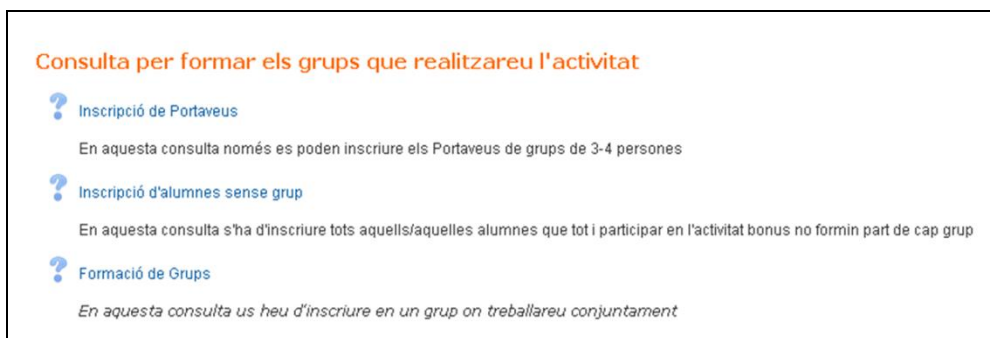 Consulta per formar els grups que realitzareu l'activitat
Inscripció de Portaveus
En aquesta consulta només es poden inscriure els Portaveus de grups de 3-4 persones
Inscripció d'alumnes sense grup
En aquesta consulta s'ha d'inscriure tots aquells/aquelles alumnes que tot i participar en l'activitat bonus no formin part de cap grup
Formació de Grups
En aquesta consulta us heu d'inscriure en un grup on treballareu conjuntament